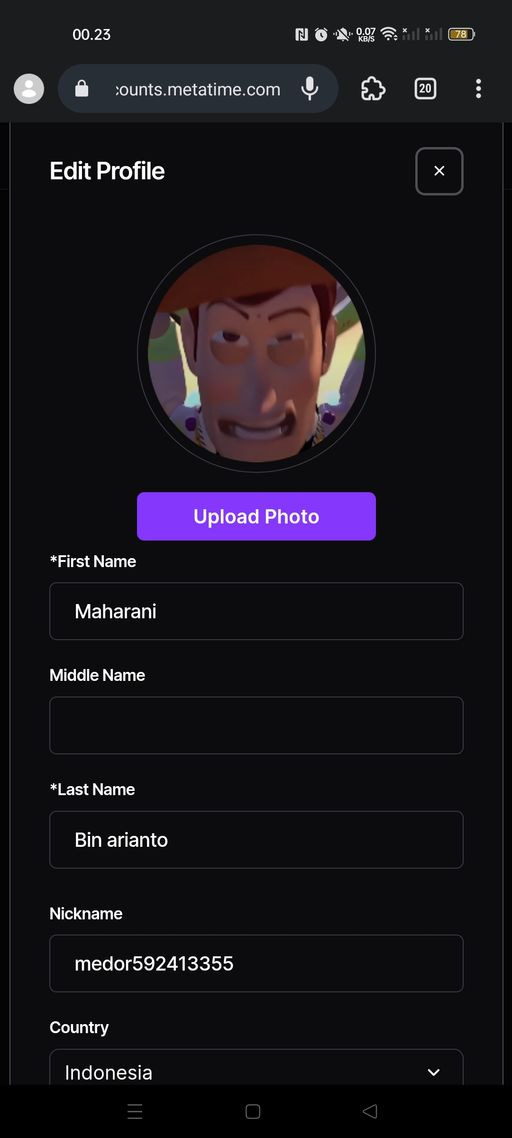 00.23
0.07
KB/S
78
:ounts.metatime.com
20
Edit Profile
Upload Photo
*First Name
Maharani
Middle Name
*Last Name
Bin arianto
Nickname
medor592413355
Country
Indonesia